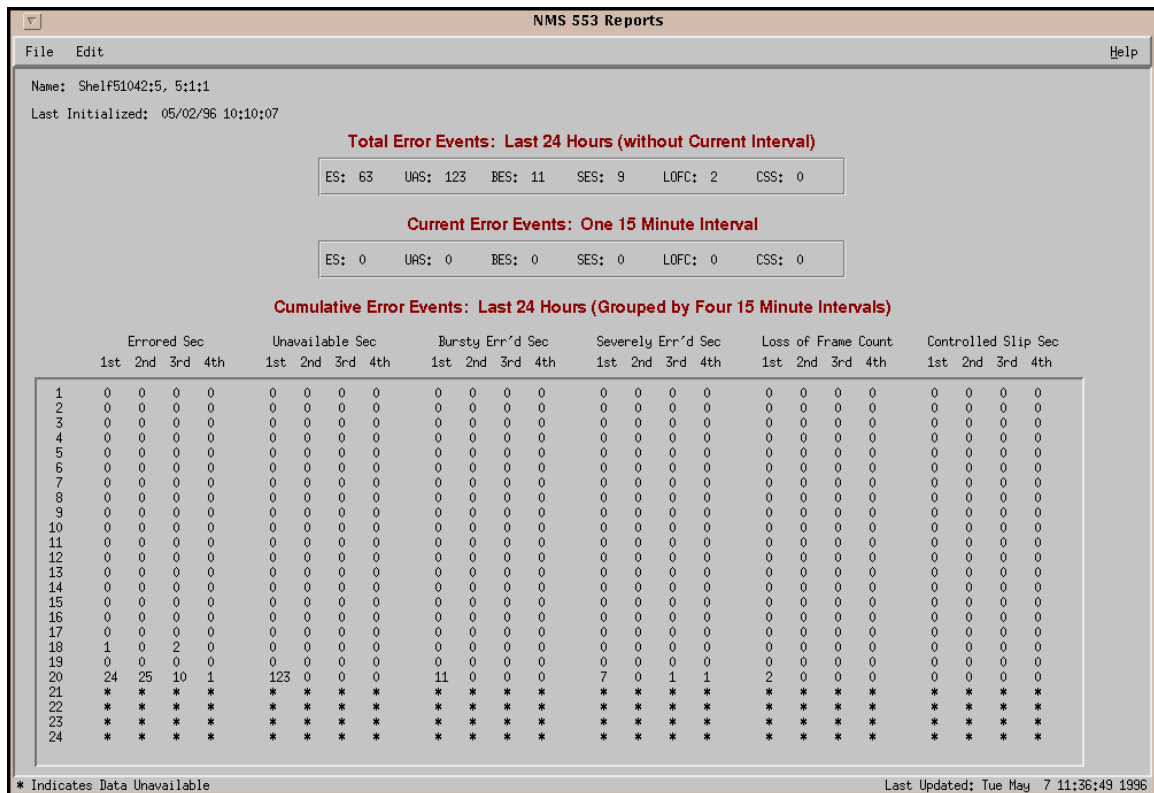 NMS 553 Reports
File Edit Help
Name: Shelf51042:5, 5:1:1
Last Initialized: 05/02/96 10:10:07
Total Error Events: Last 24 Hours (without Current Interval)
ES: 63 UAS: 123 BES: 11 SES: 9 LOFC: 2 CSS: 0
Current Error Events: One 15 Minute Interval
ES: 0 UAS: 0 BES: 0 SES: 0 LOFC: 0 CSS: 0
Cumulative Error Events: Last 24 Hours (Grouped by Four 15 Minute Intervals)
Errored Sec Unavailable Sec Bursty Err'd Sec Severely Err'd Sec Loss of Frame Count Controlled Slip Sec
1st 2nd 3rd 4th 1st 2nd 3rd 4th 1st 2nd 3rd 4th 1st 2nd 3rd 4th 1st 2nd 3rd 4th 1st 2nd 3rd 4th
1 0 0 0 0 0 0 0 0 0 0 0 0 0 0 0 0 0 0 0 0 0 0 0 0
2 0 0 0 0 0 0 0 0 0 0 0 0 0 0 0 0 0 0 0 0 0 0 0 0
3 0 0 0 0 0 0 0 0 0 0 0 0 0 0 0 0 0 0 0 0 0 0 0 0
4 0 0 0 0 0 0 0 0 0 0 0 0 0 0 0 0 0 0 0 0 0 0 0 0
5 0 0 0 0 0 0 0 0 0 0 0 0 0 0 0 0 0 0 0 0 0 0 0 0
6 0 0 0 0 0 0 0 0 0 0 0 0 0 0 0 0 0 0 0 0 0 0 0 0
7 0 0 0 0 0 0 0 0 0 0 0 0 0 0 0 0 0 0 0 0 0 0 0 0
8 0 0 0 0 0 0 0 0 0 0 0 0 0 0 0 0 0 0 0 0 0 0 0 0
9 0 0 0 0 0 0 0 0 0 0 0 0 0 0 0 0 0 0 0 0 0 0 0 0
10 0 0 0 0 0 0 0 0 0 0 0 0 0 0 0 0 0 0 0 0 0 0 0 0
11 0 0 0 0 0 0 0 0 0 0 0 0 0 0 0 0 0 0 0 0 0 0 0 0
12 0 0 0 0 0 0 0 0 0 0 0 0 0 0 0 0 0 0 0 0 0 0 0 0
13 0 0 0 0 0 0 0 0 0 0 0 0 0 0 0 0 0 0 0 0 0 0 0 0
14 0 0 0 0 0 0 0 0 0 0 0 0 0 0 0 0 0 0 0 0 0 0 0 0
15 0 0 0 0 0 0 0 0 0 0 0 0 0 0 0 0 0 0 0 0 0 0 0 0
16 0 0 0 0 0 0 0 0 0 0 0 0 0 0 0 0 0 0 0 0 0 0 0 0
17 0 0 0 0 0 0 0 0 0 0 0 0 0 0 0 0 0 0 0 0 0 0 0 0
18 1 0 2 0 0 0 0 0 0 0 0 0 0 0 0 0 0 0 0 0 0 0 0 0
19 0 0 0 0 0 0 0 0 0 0 0 0 0 0 0 0 0 0 0 0 0 0 0 0
20 24 25 10 1 123 0 0 0 11 0 0 0 7 0 1 1 2 0 0 0 0 0 0 0
21 * * * * * * * * * * * * * * * * * * * * * * * *
22 * * * * * * * * * * * * * * * * * * * * * * * *
23 * * * * * * * * * * * * * * * * * * * * * * * *
24 * * * * * * * * * * * * * * * * * * * * * * * *
* Indicates Data Unavailable Last Updated: Tue May 7 11:36:49 1996